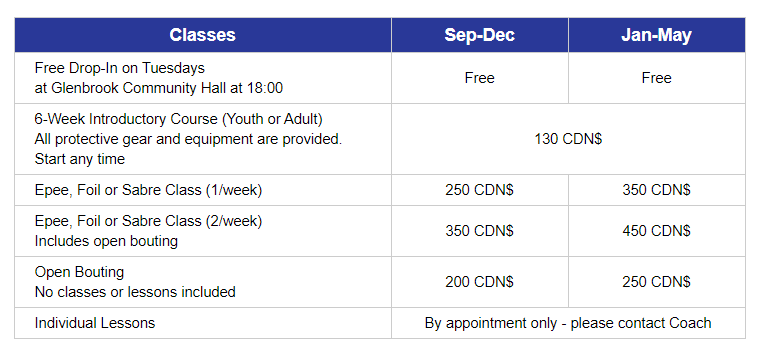 Classes Sep-Dec Jan-May
Free Drop-In on Tuesdays
at Glenbrook Community Hall at 18:00
Free Free
6-Week Introductory Course (Youth or Adult)
All protective gear and equipment are provided.
Start any time
130 CDN$
Epee, Foil or Sabre Class (1/week) 250 CDN$ 350 CDN$
Epee, Foil or Sabre Class (2/week)
Includes open bouting
350 CDN$ 450 CDN$
Open Bouting
No classes or lessons included
200 CDN$ 250 CDN$
Individual Lessons By appointment only - please contact Coach